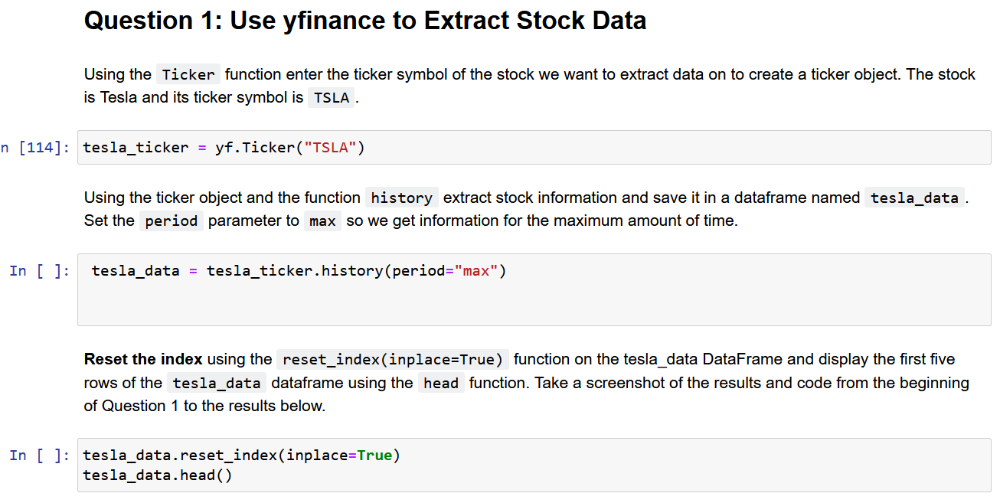 Question 1: Use yfinance to Extract Stock Data
Using the Ticker function enter the ticker symbol of the stock we want to extract data on to create a ticker object. The stock
is Tesla and its ticker symbol is TSLA .
n [114]: tesla_ticker = yf.Ticker("TSLA")
Using the ticker object and the function history extract stock information and save it in a dataframe named tesla_data .
Set the period parameter to max so we get information for the maximum amount of time.
In [ ]: tesla_data = tesla_ticker.history(period="max")
Reset the index using the reset_index(inplace=True) function on the tesla_data DataFrame and display the first five
rows of the tesla_data dataframe using the head function. Take a screenshot of the results and code from the beginning
of Question 1 to the results below.
In [ ]: tesla_data.reset_index(inplace=True)
tesla_data.head()